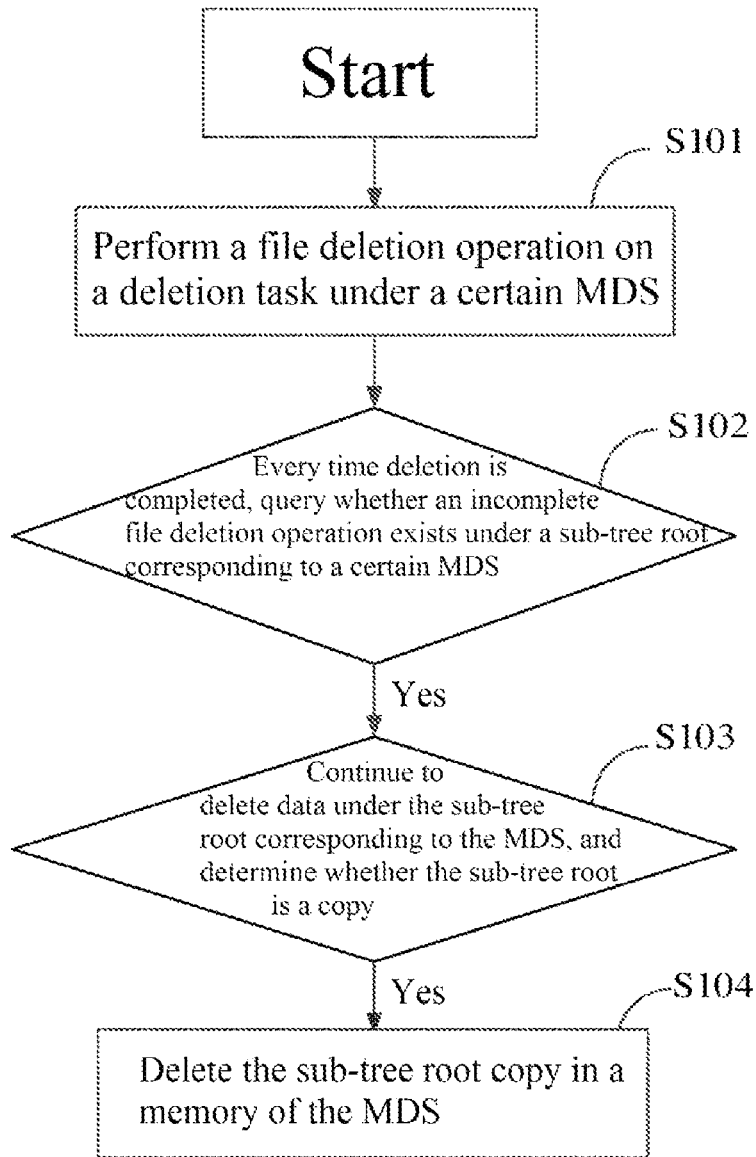 Start
S101
Perform a file deletion operation on
a deletion task under a certain MDS
S102
Every time deletion is
completed, query whether an incomplete
file deletion operation exists under a sub-tree root
corresponding to a certain MDS
Yes
S103
Continue to
delete data under the sub-tree
root corresponding to the MDS, and
determine whether the sub-tree root
is a copy
Yes
S104
Delete the sub-tree root copy in a
memory of the MDS